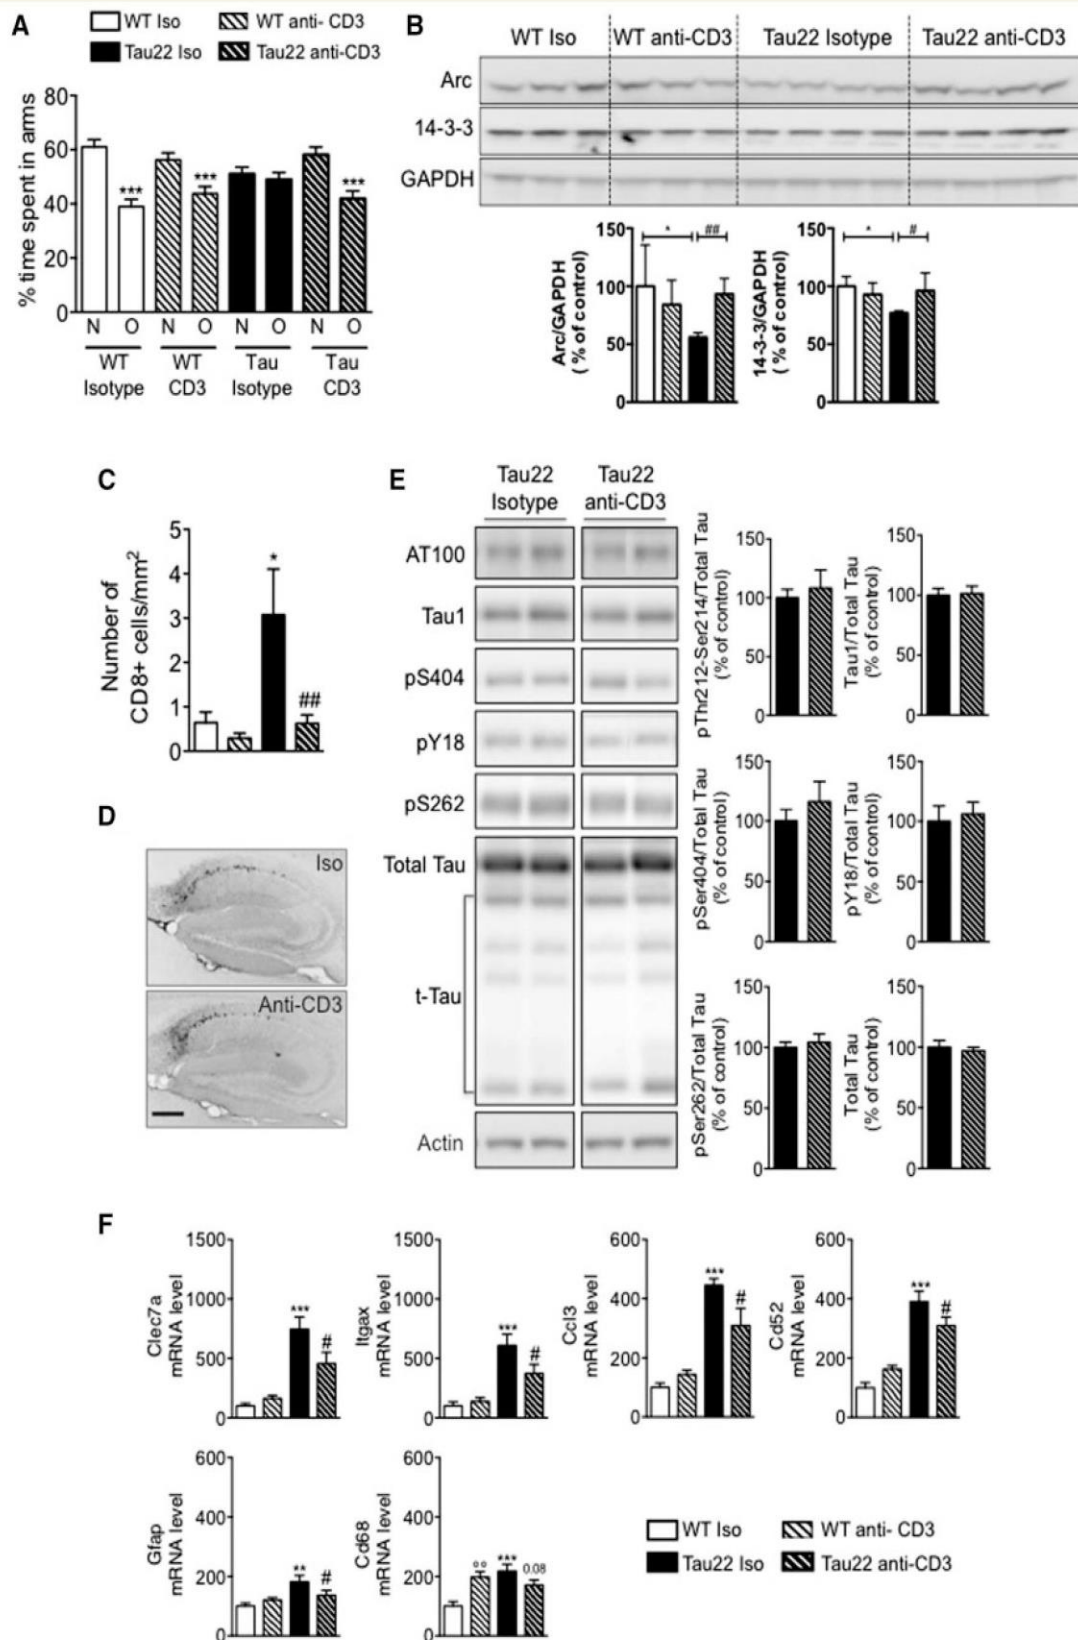 A
WT Iso
WT anti- CD3
Tau22 Iso
Tau22 anti-CD3
% time spent in arms
80
60
40
20
0
***
***
***
N O N O N O N O
WT Isotype
WT CD3
Tau Isotype
Tau CD3
B
WT Iso
WT anti-CD3
Tau22 Isotype
Tau22 anti-CD3
Arc
14-3-3
GAPDH
Arc/GAPDH
( % of control)
150
100
50
0
*
##
14-3-3/GAPDH
( % of control)
150
100
50
0
*
#
C
Number of
CD8+ cells/mm2
5
4
3
2
1
0
*
##
D
Iso
Anti-CD3
E
Tau22
Isotype
Tau22
anti-CD3
AT100
Tau1
pS404
pY18
pS262
Total Tau
t-Tau
Actin
pThr212-Ser214/Total Tau
(% of control)
150
100
50
0
Tau1/Total Tau
(% of control)
150
100
50
0
pSer404/Total Tau
(% of control)
150
100
50
0
pY18/Total Tau
(% of control)
150
100
50
0
pSer262/Total Tau
(% of control)
150
100
50
0
Total Tau
(% of control)
150
100
50
0
F
Clec7a
mRNA level
1500
1000
500
0
***
#
Itgax
mRNA level
1500
1000
500
0
***
#
Ccl3
mRNA level
600
400
200
0
***
#
Cd52
mRNA level
600
400
200
0
***
#
Gfap
mRNA level
600
400
200
0
**
#
Cd68
mRNA level
600
400
200
0
°°
***
0.08
WT Iso
WT anti- CD3
Tau22 Iso
Tau22 anti-CD3